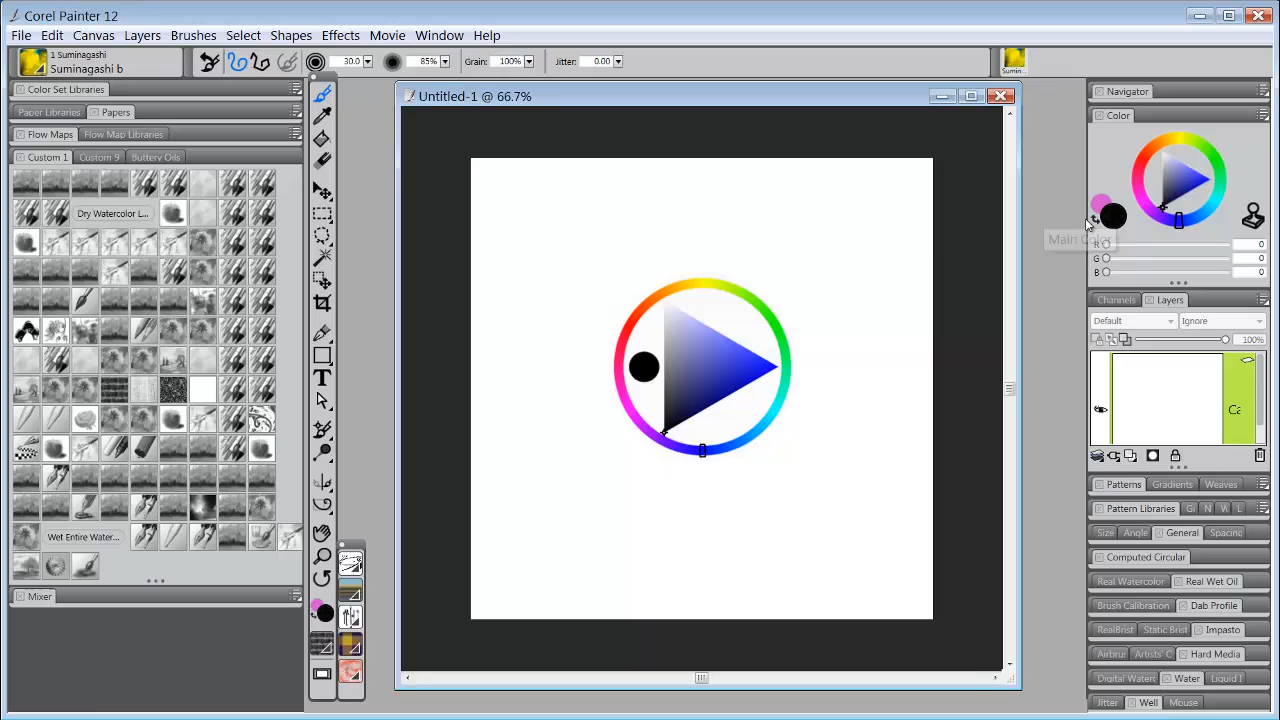 Corel Painter 12
File Edit Canvas Layers Brushes Select Shapes Effects Movie Window Help
1 Suminagashi
Suminagashi b
30.0
85%
Grain: 100%
Jitter: 0.00
Sumin..
Color Set Libraries
Paper Libraries Papers
Flow Maps Flow Map Libraries
Custom 1 Custom 9 Buttery Oils
Dry Watercolor L...
Wet Entire Water...
Mixer
T
Untitled-1 @ 66.7%
Navigator
Color
Main Color
R 0
G 0
B 0
Channels Layers
Default Ignore
100%
Ca
Patterns Gradients Weaves
Pattern Libraries Gi N W L
Size Angle General Spacing
Computed Circular
Real Watercolor Real Wet Oil
Brush Calibration Dab Profile
RealBrist Static Brist Impasto
Airbrus Artists' C Hard Media
Digital Waterc Water Liquid I
Jitter Well Mouse